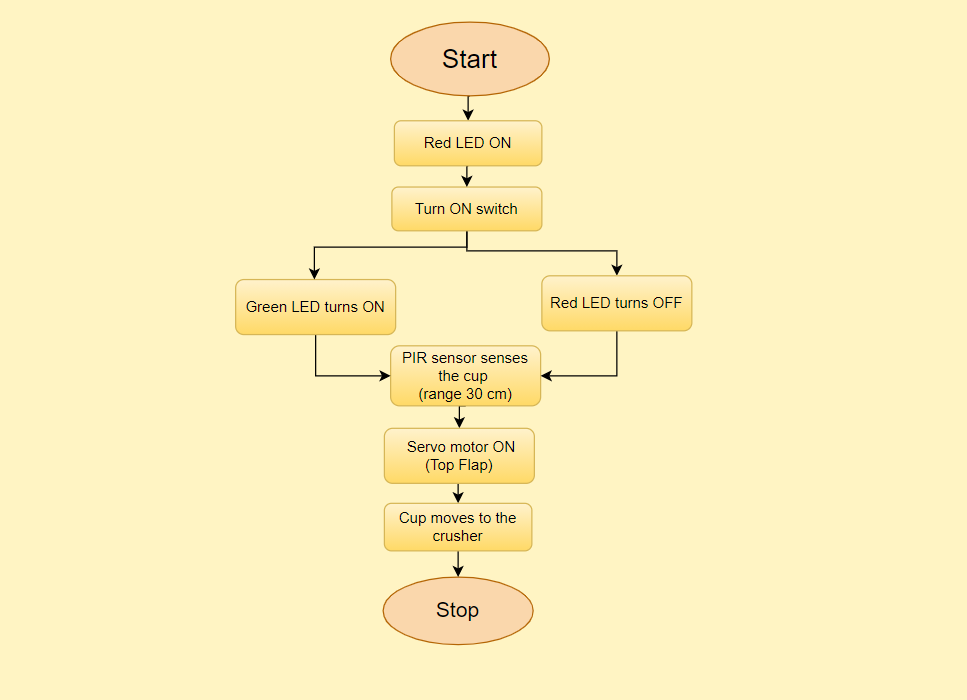 Start
Red LED ON
Turn ON switch
Green LED turns ON
Red LED turns OFF
PIR sensor senses
the cup
(range 30 cm)
Servo motor ON
(Top Flap)
Cup moves to the
crusher
Stop